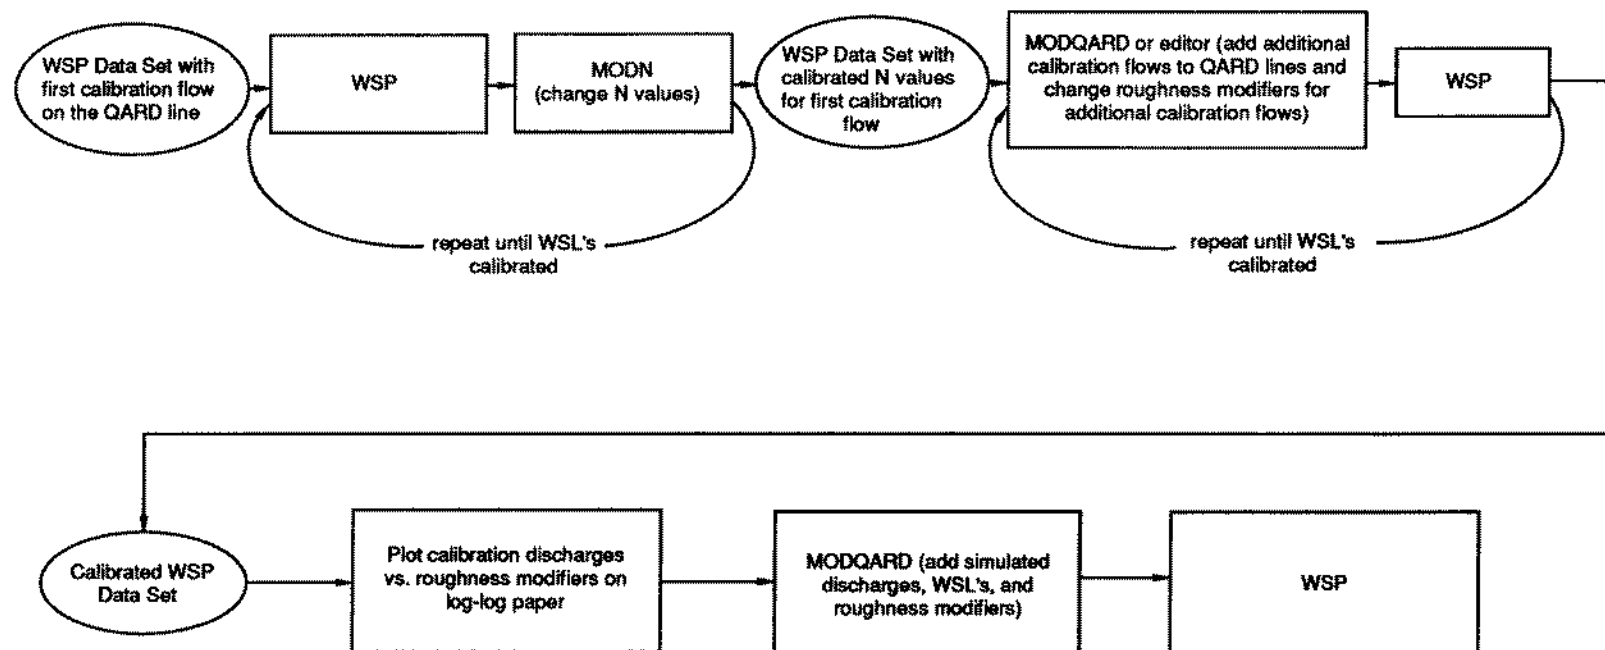 WSP Data Set with
first calibration flow
on the QARD line
WSP
MODN
(change N values)
WSP Data Set with
calibrated N values
for first calibration
flow
MODQARD or editor (add additional
calibration flows to QARD lines and
change roughness modifiers for
additional calibration flows)
WSP
repeat until WSL's
calibrated
repeat until WSL's
calibrated
Calibrated WSP
Data Set
Plot calibration discharges
vs. roughness modifiers on
log-log paper
MODQARD (add simulated
discharges, WSL's, and
roughness modifiers)
WSP